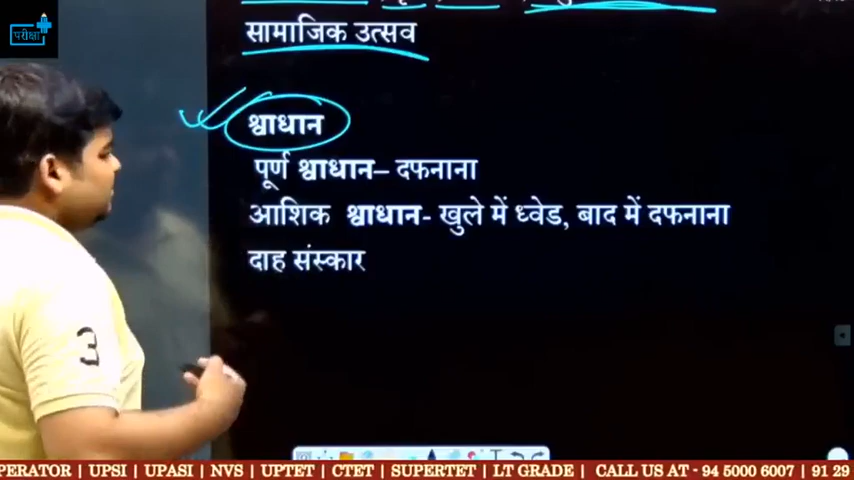 परीक्षा
सामाजिक उत्सव
श्वाधान
पूर्ण श्वाधान– दफनाना
आशिक श्वाधान- खुले में ध्वेड, बाद में दफनाना
दाह संस्कार
3
PERATOR | UPSI | UPASI | NVS | UPTET | CTET | SUPERTET | LT GRADE | CALL US AT - 94 5000 6007 | 91 29